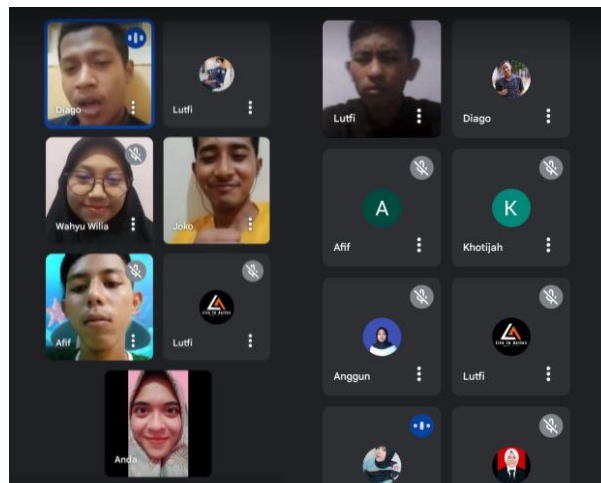 Diago
Lutfi
Wahyu Wilia
Joko
Afif
Lutfi
Anda
Lutfi
Diago
A
Afif
K
Khotijah
Anggun
Lutfi